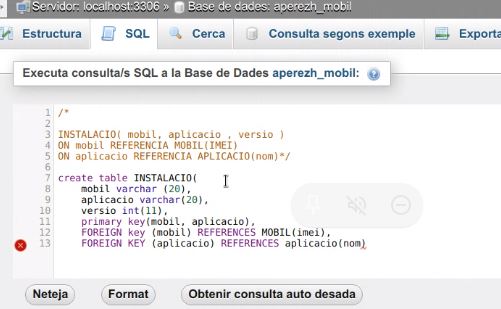 Servidor: localhost:3306 » Base de dades: aperezh_mobil
Estructura SQL Cerca Consulta segons exemple Exporta
Executa consulta/s SQL a la Base de Dades aperezh_mobil:
1 /*
2
3 INSTALACIO( mobil, aplicacio , versio )
4 ON mobil REFERENCIA MOBIL(IMEI)
5 ON aplicacio REFERENCIA APLICACIO(nom)*/
6
7 create table INSTALACIO(
8 mobil varchar (20),
9 aplicacio varchar(20),
10 versio int(11),
11 primary key(mobil, aplicacio),
12 FOREIGN key (mobil) REFERENCES MOBIL(imei),
13 FOREIGN KEY (aplicacio) REFERENCES aplicacio(nom)
Neteja Format Obtenir consulta auto desada